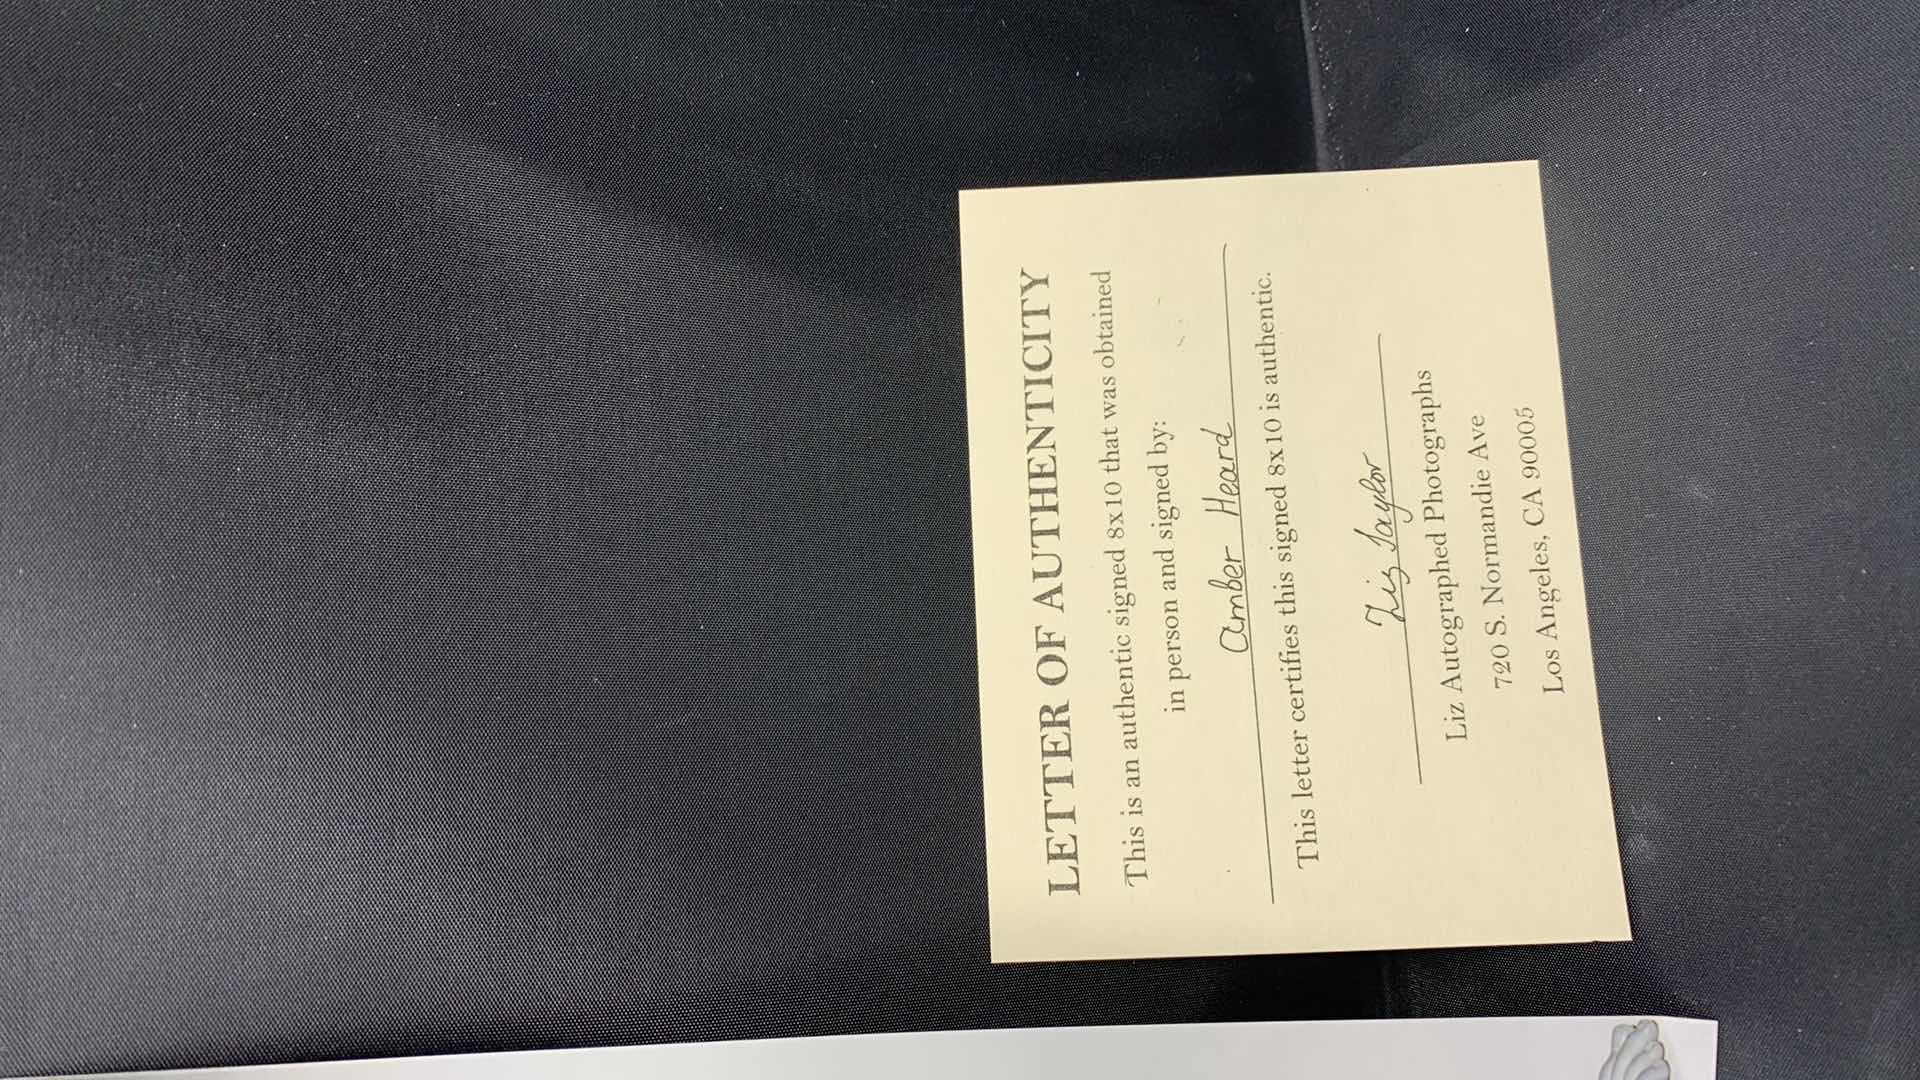 LETTER OF AUTHENTICITY
This is an authentic signed 8x10 that was obtained
in person and signed by:
Amber Heard
This letter certifies this signed 8x10 is authentic.
Liz Taylor
Liz Autographed Photographs
720 S. Normandie Ave
Los Angeles, CA 90005